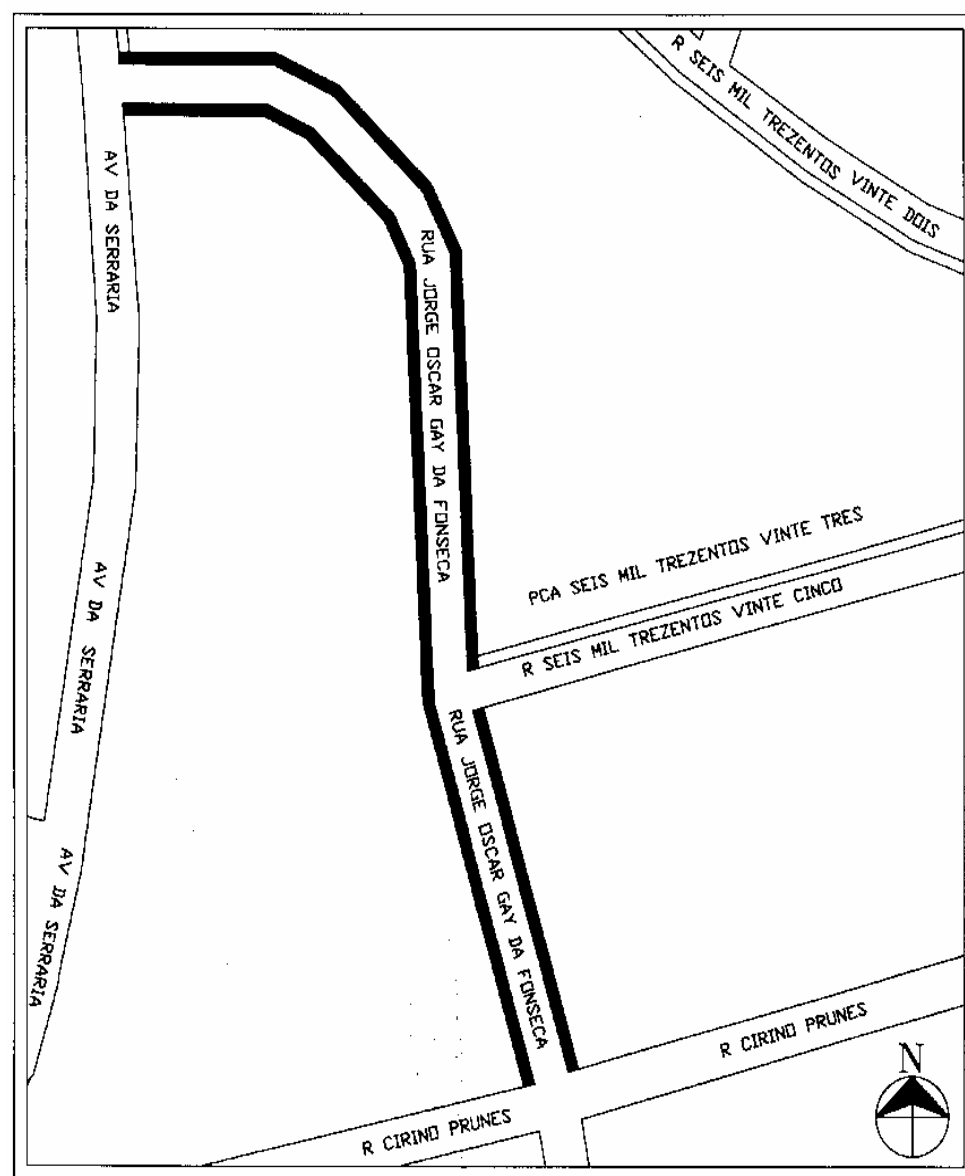 R SEIS MIL TREZENTOS VINTE DOIS
AV DA SERRARIA
RUA JORGE OSCAR GAY DA FONSECA
PCA SEIS MIL TREZENTOS VINTE TRES
R SEIS MIL TREZENTOS VINTE CINCO
AV DA SERRARIA
RUA JORGE OSCAR GAY DA FONSECA
AV DA SERRARIA
R CIRINO PRUNES
N
R CIRINO PRUNES